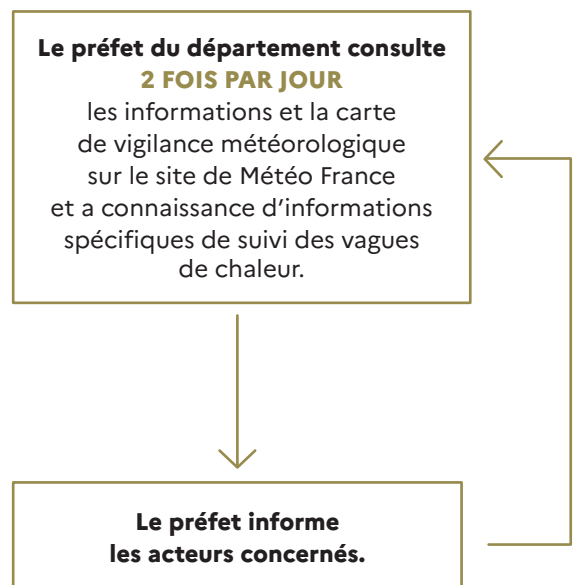 Le préfet du département consulte
2 FOIS PAR JOUR
les informations et la carte
de vigilance météorologique
sur le site de Météo France
et a connaissance d’informations
spécifiques de suivi des vagues
de chaleur.
Le préfet informe
les acteurs concernés.